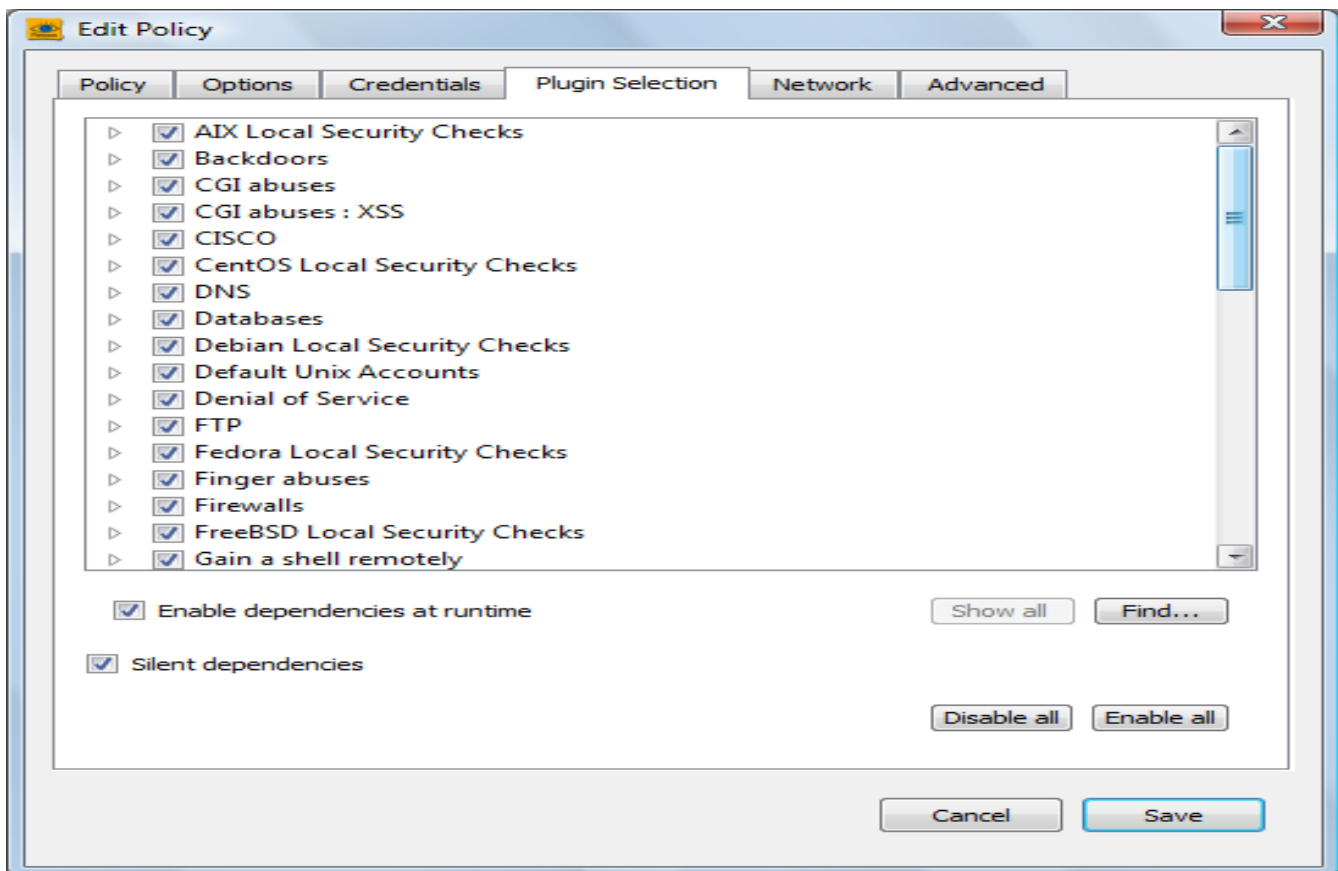 Edit Policy
Policy Options Credentials Plugin Selection Network Advanced
AIX Local Security Checks
Backdoors
CGI abuses
CGI abuses : XSS
CISCO
CentOS Local Security Checks
DNS
Databases
Debian Local Security Checks
Default Unix Accounts
Denial of Service
FTP
Fedora Local Security Checks
Finger abuses
Firewalls
FreeBSD Local Security Checks
Gain a shell remotely
Enable dependencies at runtime Show all Find...
Silent dependencies
Disable all Enable all
Cancel Save